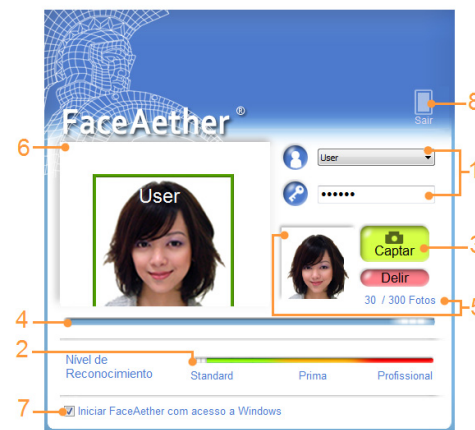 FaceAether ®
8
Sair
6
User
1
User
••••••
3
Captar
Delir
30 / 300 Fotos
5
4
2
Nível de
Reconocimiento
Standard Prima Profissional
7
Iniciar FaceAether com acesso a Windows